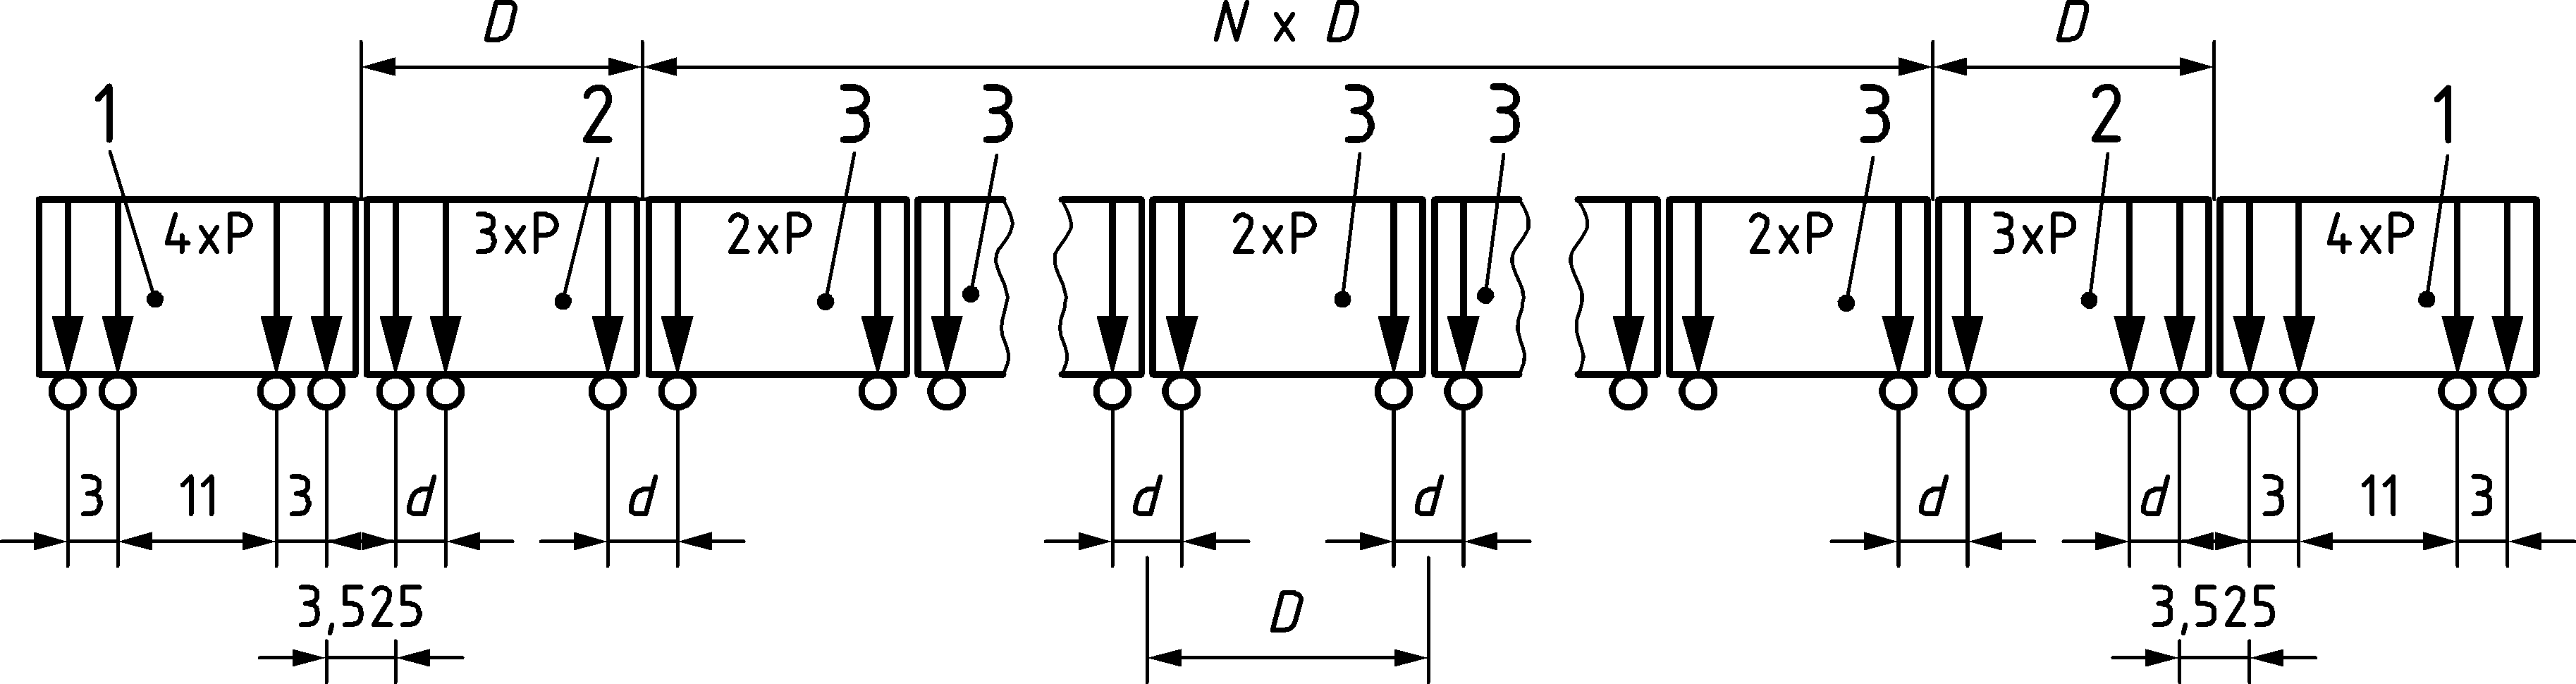 D N x D D
1 2 3 3 3 3 3 2 1
4xP 3xP 2xP 2xP 2xP 3xP 4xP
3 11 3 d d d d d d 3 11 3
3,525 D 3,525